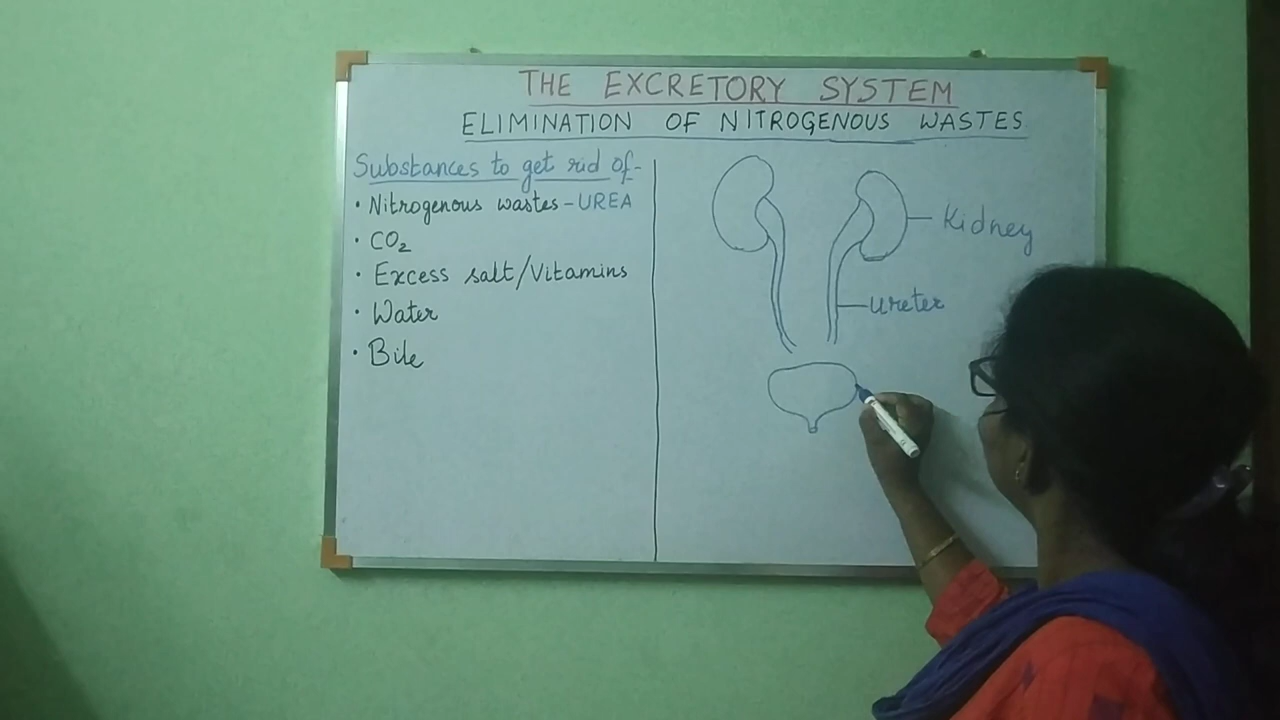 THE EXCRETORY SYSTEM
ELIMINATION OF NITROGENOUS WASTES
Substances to get rid of-
• Nitrogenous wastes - UREA
• CO₂
• Excess salt/Vitamins
• Water
• Bile
Kidney
Ureter